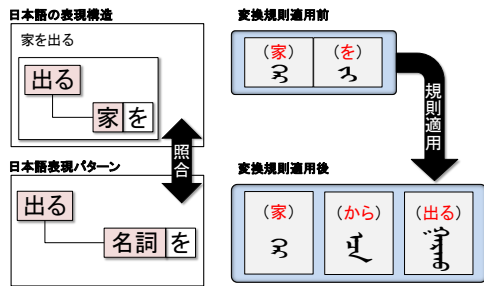 日本語の表現構造
家を出る
出る
家を
照合
日本語表現パターン
出る
名詞を
変換規則適用前
(家)
(を)
規則適用
変換規則適用後
(家)
(から)
(出る)